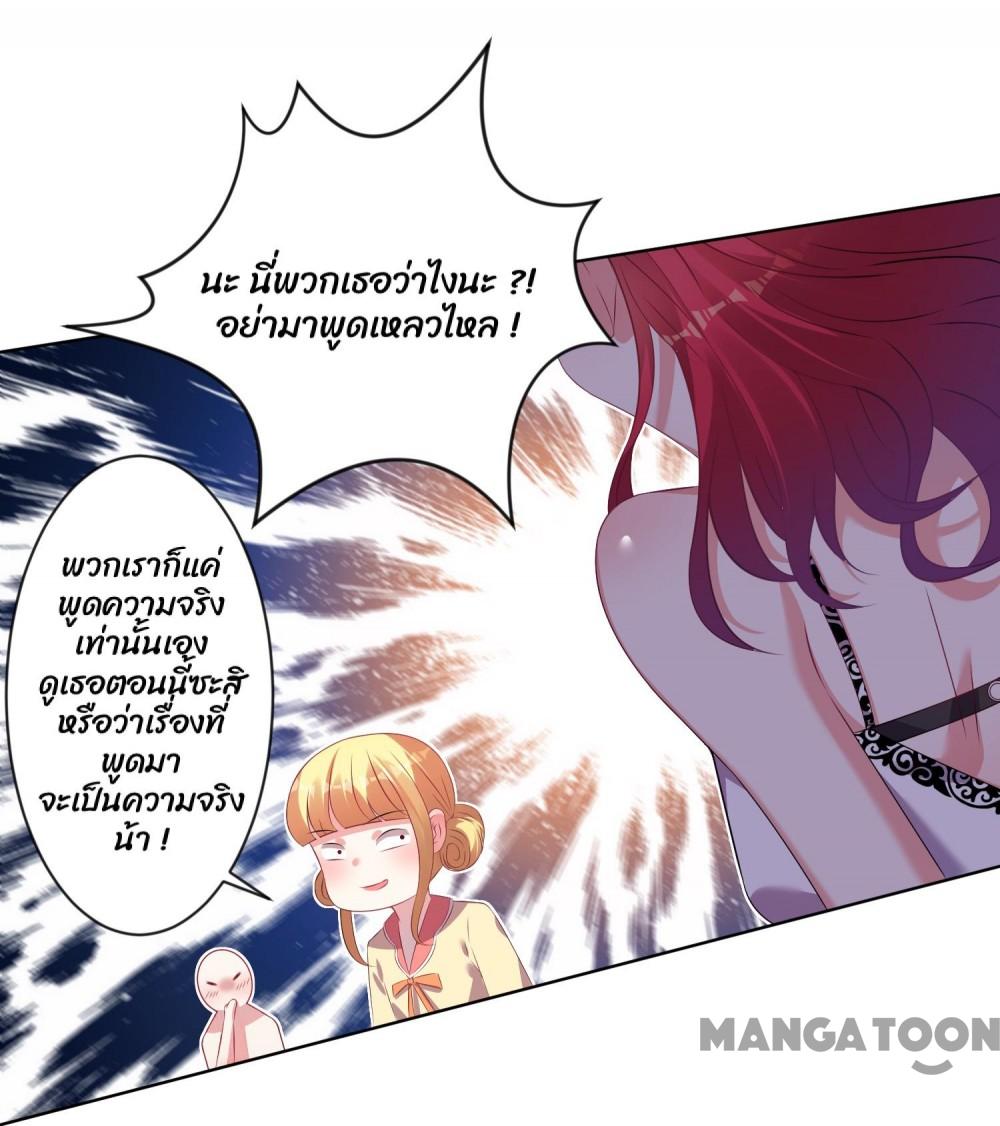 นะ นี่พวกเธอว่าไงนะ ?!
อย่ามาพูดเหลวไหล !
พวกเราก็แค่
พูดความจริง
เท่านั้นเอง
ดูเธอตอนนี้ซะสิ
หรือว่าเรื่องที่
พูดมา
จะเป็นความจริง
น้า !
MANGA TOON